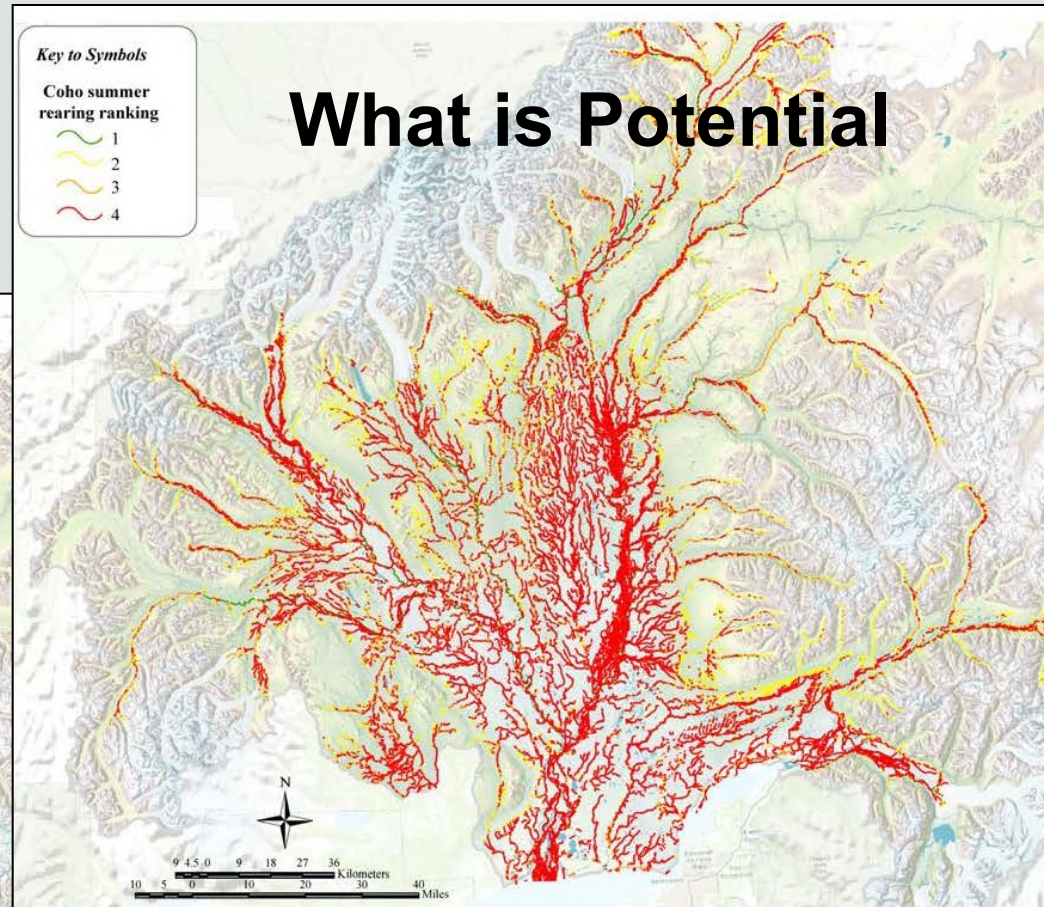 Key to Symbols
Coho summer
rearing ranking
1
2
3
4
What is Potential
N
9 4.5 0 9 18 27 36
Kilometers
10 5 0 10 20 30 40
Miles